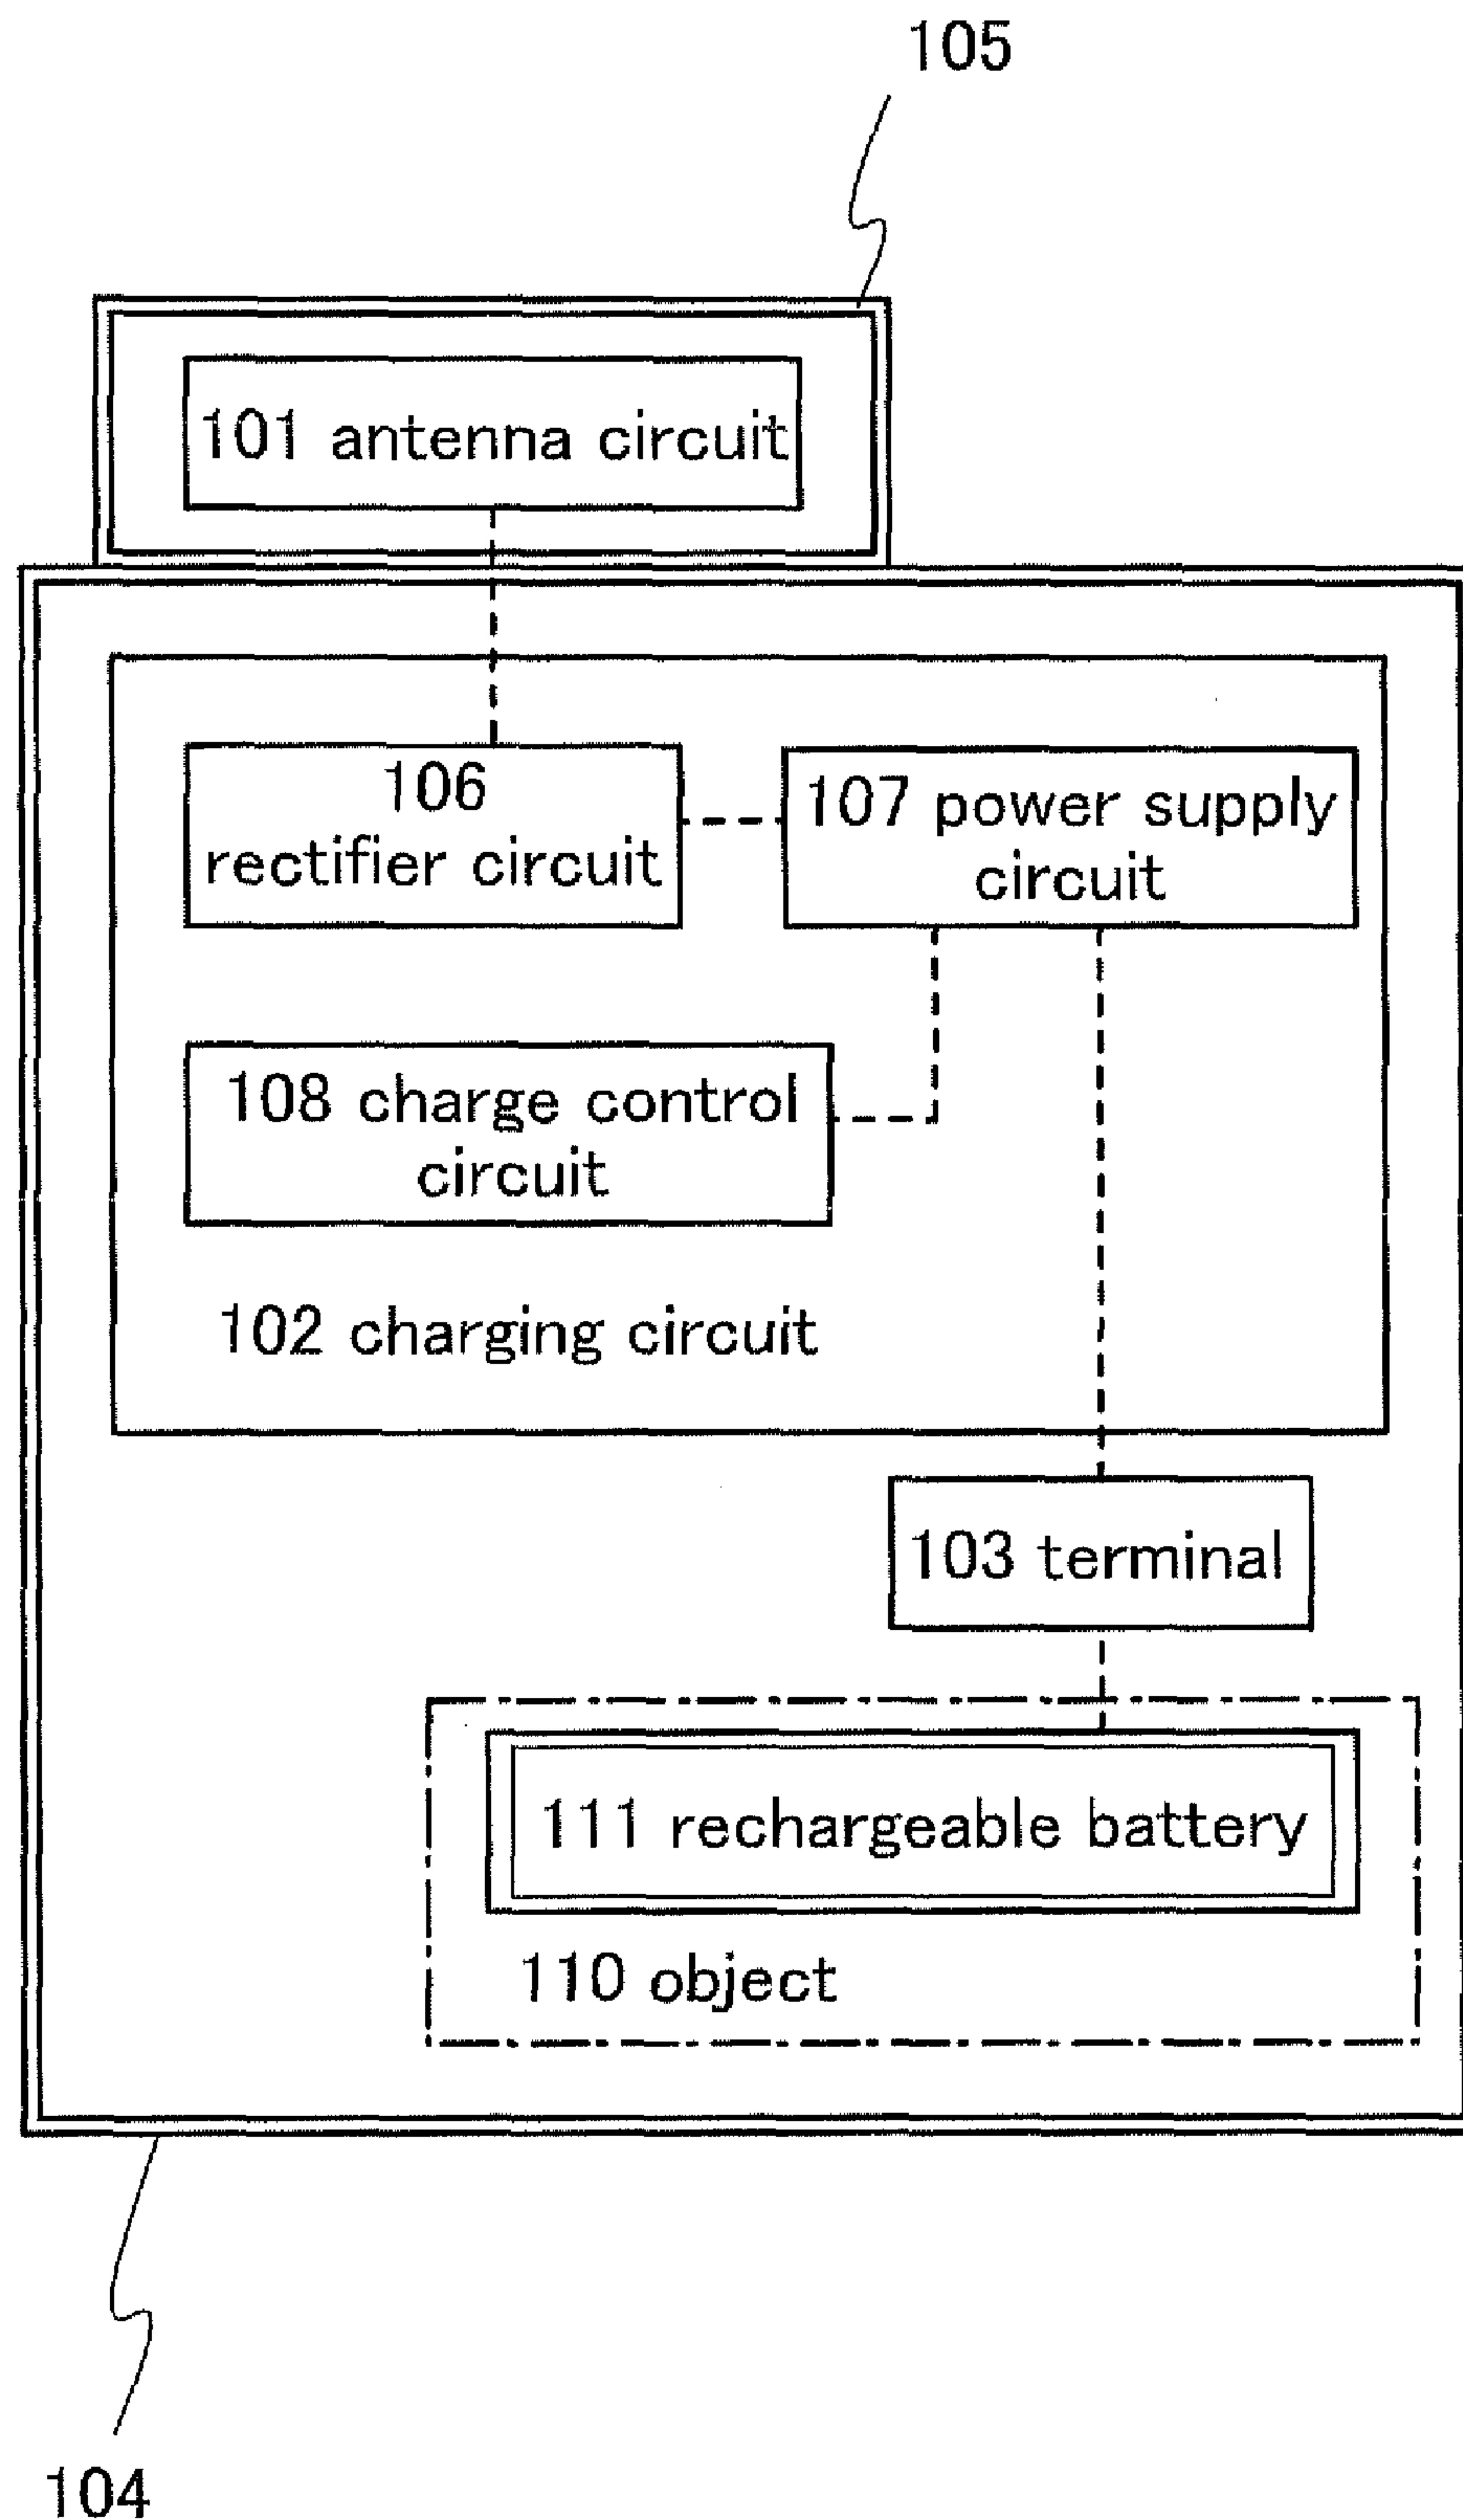 105
101 antenna circuit
106
rectifier circuit
107 power supply
circuit
108 charge control
circuit
102 charging circuit
103 terminal
111 rechargeable battery
110 object
104